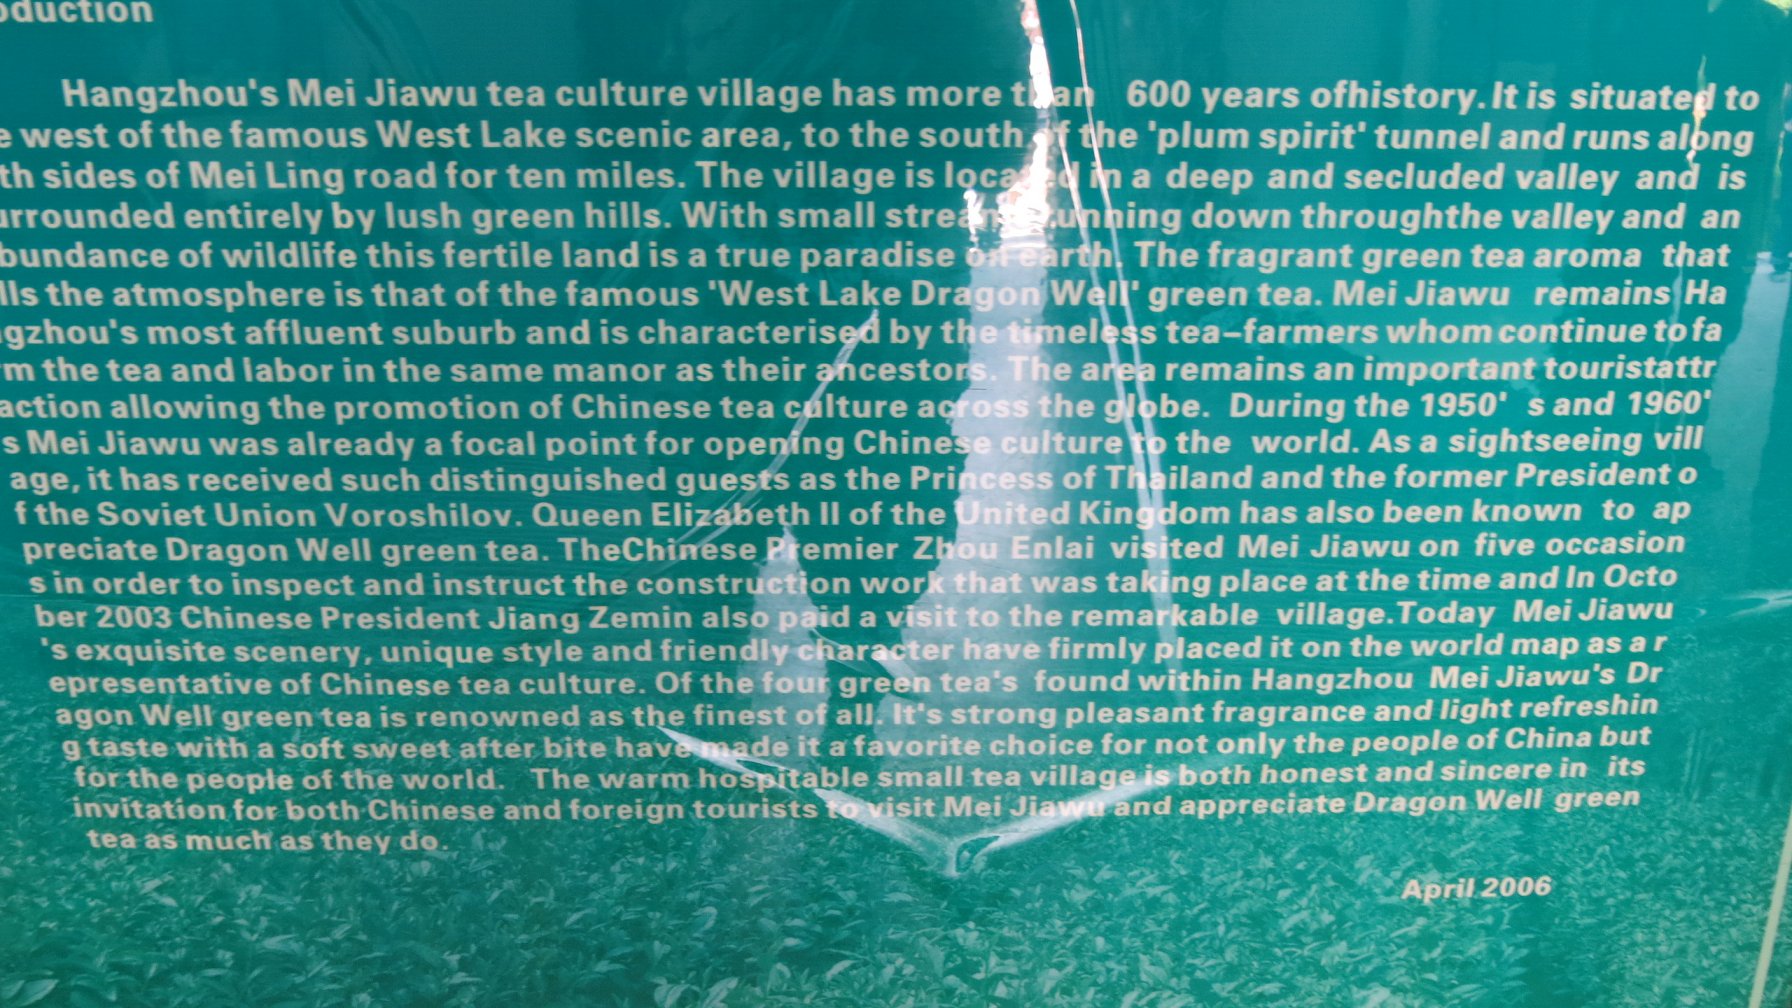 oduction
Hangzhou's Mei Jiawu tea culture village has more than 600 years ofhistory.It is situated to
e west of the famous West Lake scenic area, to the south of the 'plum spirit' tunnel and runs along
th sides of Mei Ling road for ten miles. The village is located in a deep and secluded valley and is
urrounded entirely by lush green hills. With small streams running down throughthe valley and an
bundance of wildlife this fertile land is a true paradise on earth. The fragrant green tea aroma that
lls the atmosphere is that of the famous 'West Lake Dragon Well' green tea. Mei Jiawu remains Ha
gzhou's most affluent suburb and is characterised by the timeless tea-farmers whom continue to fa
m the tea and labor in the same manor as their ancestors. The area remains an important touristattr
action allowing the promotion of Chinese tea culture across the globe. During the 1950' s and 1960'
s Mei Jiawu was already a focal point for opening Chinese culture to the world. As a sightseeing vill
age, it has received such distinguished guests as the Princess of Thailand and the former President o
f the Soviet Union Voroshilov. Queen Elizabeth II of the United Kingdom has also been known to ap
preciate Dragon Well green tea. TheChinese Premier Zhou Enlai visited Mei Jiawu on five occasion
s in order to inspect and instruct the construction work that was taking place at the time and In Octo
ber 2003 Chinese President Jiang Zemin also paid a visit to the remarkable village.Today Mei Jiawu
's exquisite scenery, unique style and friendly character have firmly placed it on the world map as a r
epresentative of Chinese tea culture. Of the four green tea's found within Hangzhou Mei Jiawu's Dr
agon Well green tea is renowned as the finest of all. It's strong pleasant fragrance and light refreshin
g taste with a soft sweet after bite have made it a favorite choice for not only the people of China but
for the people of the world. The warm hospitable small tea village is both honest and sincere in its
invitation for both Chinese and foreign tourists to visit Mei Jiawu and appreciate Dragon Well green
tea as much as they do.
April 2006